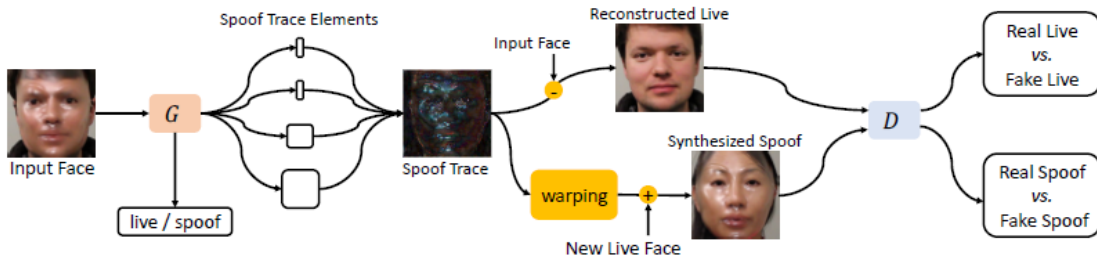 Spoof Trace Elements
Input Face
G
live / spoof
Spoof Trace
Input Face
-
Reconstructed Live
warping
+
New Live Face
Synthesized Spoof
D
Real Live
vs.
Fake Live
Real Spoof
vs.
Fake Spoof